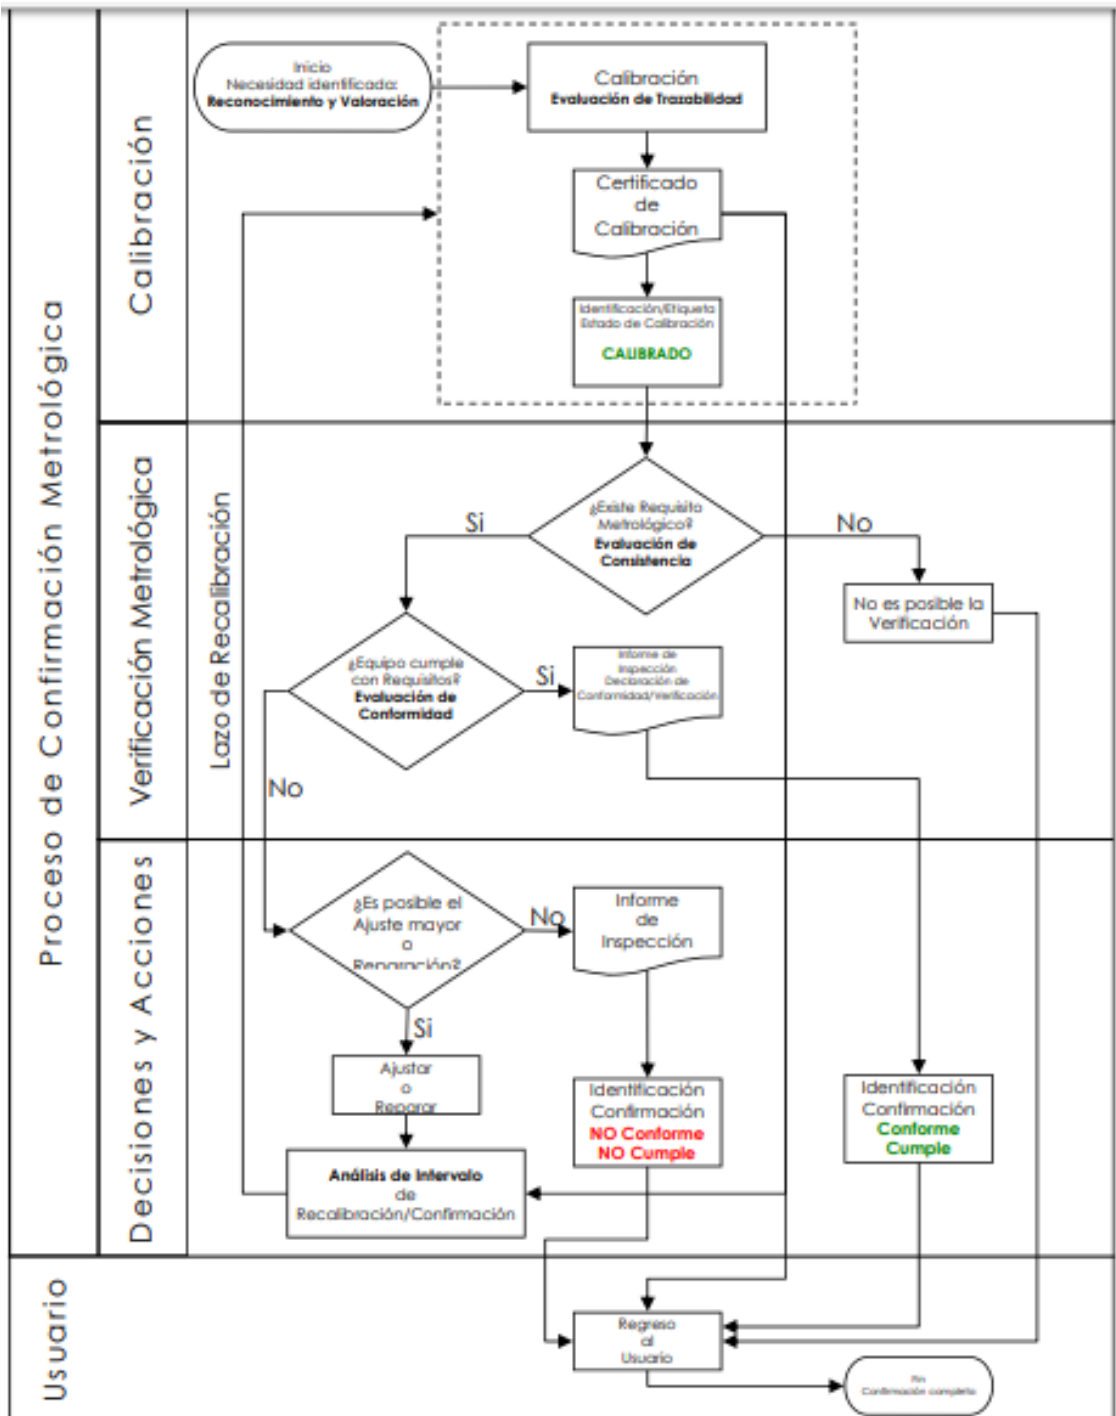 Proceso de Confirmación Metrológica
Calibración
Inicio
Necesidad identificada:
Reconocimiento y Valoración
Calibración
Evaluación de Trazabilidad
Certificado
de
Calibración
Identificación/Etiqueta
Estado de Calibración
CALIBRADO
Verificación Metrológica
Lazo de Recalibración
¿Existe Requisito
Metrológico?
Evaluación de
Consistencia
Si
No
No es posible la
Verificación
¿Equipo cumple
con Requisitos?
Evaluación de
Conformidad
Si
Informe de
Inspección
Declaración de
Conformidad/Verificación
No
Decisiones y Acciones
¿Es posible el
Ajuste mayor
o
Reparación?
No
Informe
de
Inspección
Si
Ajustar
o
Reparar
Identificación
Confirmación
NO Conforme
NO Cumple
Identificación
Confirmación
Conforme
Cumple
Análisis de Intervalo
de
Recalibración/Confirmación
Usuario
Regreso
al
Usuario
Fin
Confirmación completa